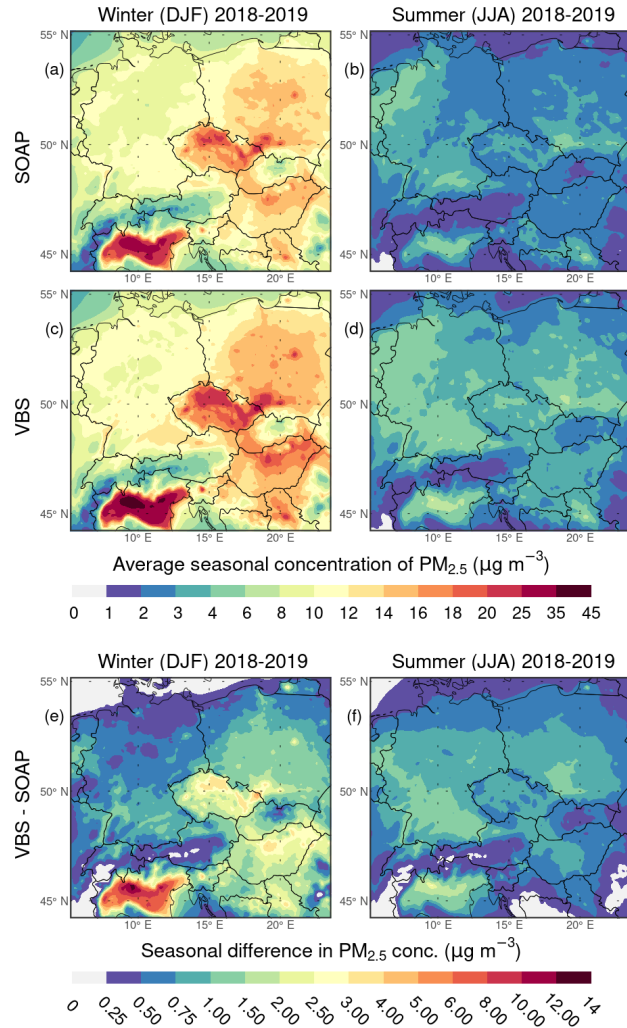 Winter (DJF) 2018-2019 Summer (JJA) 2018-2019
55° N (a) 55° N (b)
SOAP 50° N 50° N
45° N 45° N
10° E 15° E 20° E 10° E 15° E 20° E
55° N (c) 55° N (d)
VBS 50° N 50° N
45° N 45° N
10° E 15° E 20° E 10° E 15° E 20° E
Average seasonal concentration of PM₂.₅ (µg m⁻³)
0 1 2 3 4 6 8 10 12 14 16 18 20 25 35 45
Winter (DJF) 2018-2019 Summer (JJA) 2018-2019
55° N (e) 55° N (f)
VBS - SOAP 50° N 50° N
45° N 45° N
10° E 15° E 20° E 10° E 15° E 20° E
Seasonal difference in PM₂.₅ conc. (µg m⁻³)
0 0.25 0.50 0.75 1.00 1.50 2.00 2.50 3.00 4.00 6.00 8.00 10.00 12.00 14